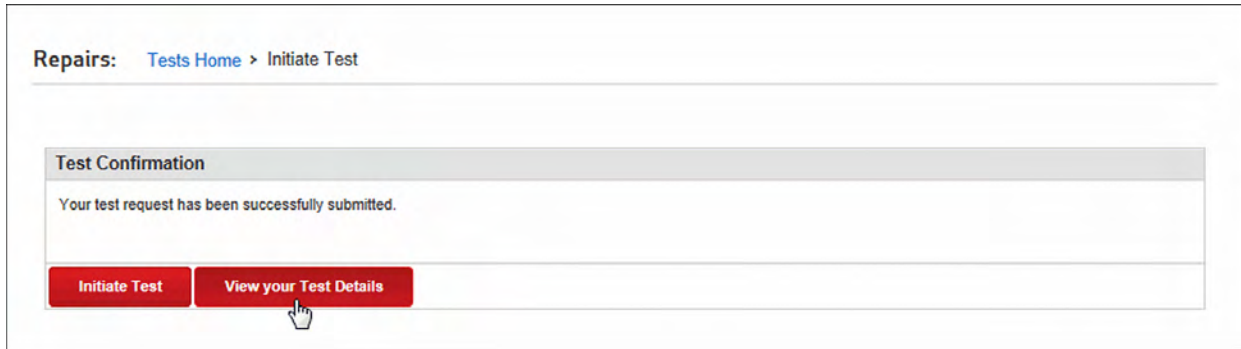 Repairs: Tests Home > Initiate Test
Test Confirmation
Your test request has been successfully submitted.
Initiate Test View your Test Details